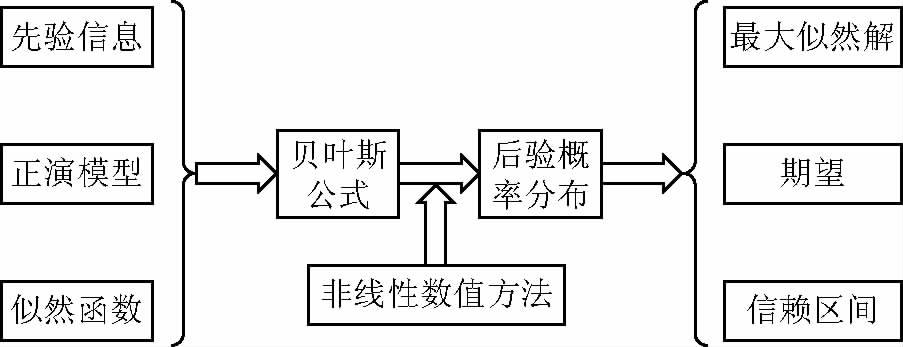 先验信息
正演模型
似然函数
贝叶斯
公式
后验概
率分布
非线性数值方法
最大似然解
期望
信赖区间